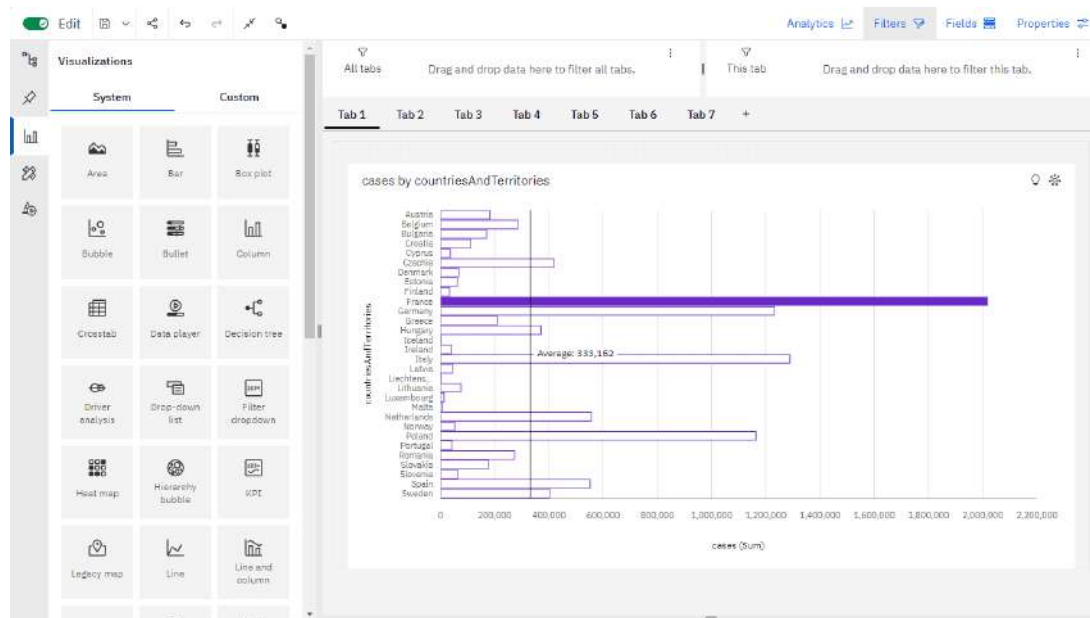 Edit
Analytics
Filters
Fields
Properties
Visualizations
System
Custom
Area
Bar
Box plot
Bubble
Bullet
Column
Crosstab
Data player
Decision tree
Driver analysis
Drop-down list
Filter dropdown
Heat map
Hierarchy bubble
KPI
Legacy map
Line
Line and column
All tabs
Drag and drop data here to filter all tabs.
This tab
Drag and drop data here to filter this tab.
Tab 1
Tab 2
Tab 3
Tab 4
Tab 5
Tab 6
Tab 7
+
cases by countriesAndTerritories
countriesAndTerritories
Austria
Belgium
Bulgaria
Croatia
Cyprus
Czechia
Denmark
Estonia
Finland
France
Germany
Greece
Hungary
Iceland
Ireland
Italy
Latvia
Liechtens...
Lithuania
Luxembourg
Malta
Netherlands
Norway
Poland
Portugal
Romania
Slovakia
Slovenia
Spain
Sweden
Average: 333,162
0 200,000 400,000 600,000 800,000 1,000,000 1,200,000 1,400,000 1,600,000 1,800,000 2,000,000 2,200,000
cases (Sum)